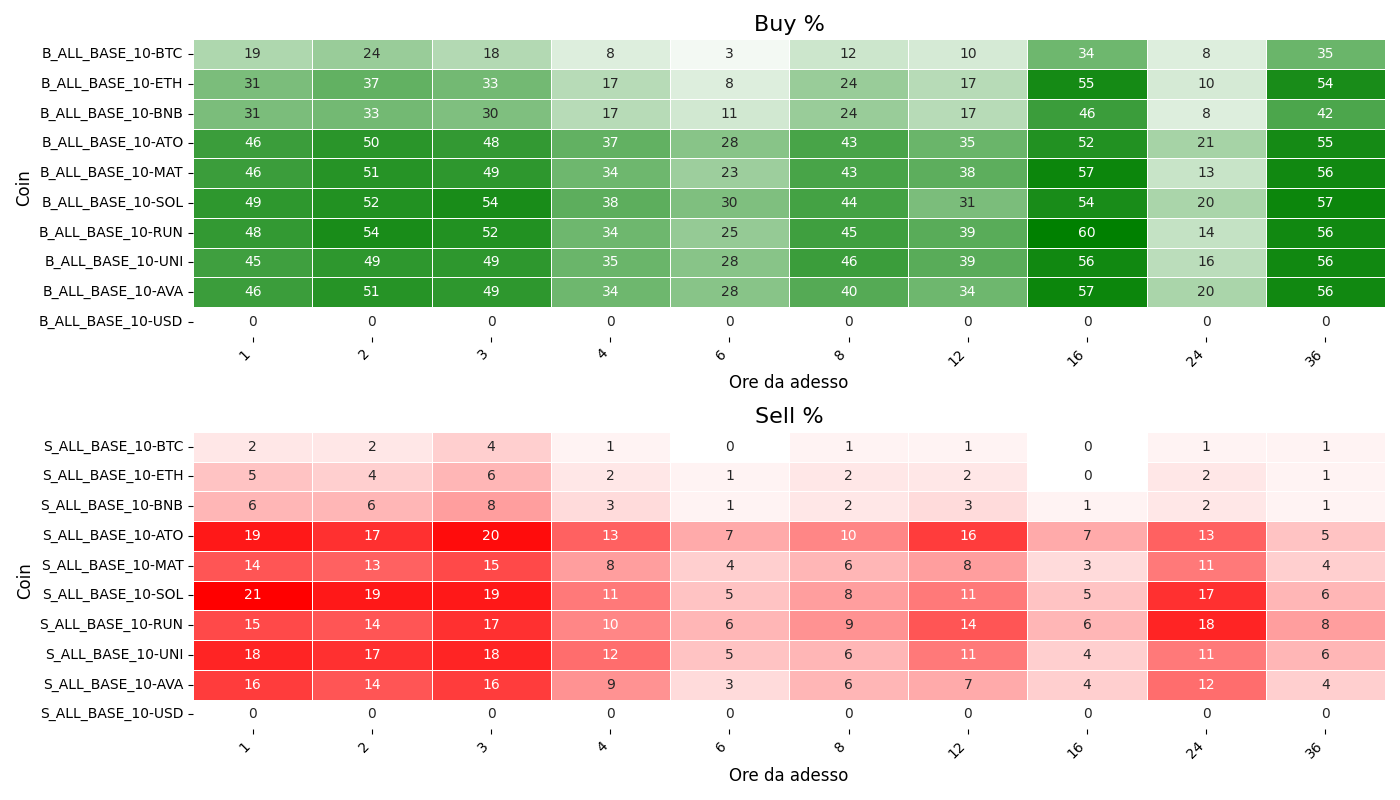 Buy %
Coin
B_ALL_BASE_10-BTC 19 24 18 8 3 12 10 34 8 35
B_ALL_BASE_10-ETH 31 37 33 17 8 24 17 55 10 54
B_ALL_BASE_10-BNB 31 33 30 17 11 24 17 46 8 42
B_ALL_BASE_10-ATO 46 50 48 37 28 43 35 52 21 55
B_ALL_BASE_10-MAT 46 51 49 34 23 43 38 57 13 56
B_ALL_BASE_10-SOL 49 52 54 38 30 44 31 54 20 57
B_ALL_BASE_10-RUN 48 54 52 34 25 45 39 60 14 56
B_ALL_BASE_10-UNI 45 49 49 35 28 46 39 56 16 56
B_ALL_BASE_10-AVA 46 51 49 34 28 40 34 57 20 56
B_ALL_BASE_10-USD 0 0 0 0 0 0 0 0 0 0
1 2 3 4 6 8 12 16 24 36
Ore da adesso
Sell %
Coin
S_ALL_BASE_10-BTC 2 2 4 1 0 1 1 0 1 1
S_ALL_BASE_10-ETH 5 4 6 2 1 2 2 0 2 1
S_ALL_BASE_10-BNB 6 6 8 3 1 2 3 1 2 1
S_ALL_BASE_10-ATO 19 17 20 13 7 10 16 7 13 5
S_ALL_BASE_10-MAT 14 13 15 8 4 6 8 3 11 4
S_ALL_BASE_10-SOL 21 19 19 11 5 8 11 5 17 6
S_ALL_BASE_10-RUN 15 14 17 10 6 9 14 6 18 8
S_ALL_BASE_10-UNI 18 17 18 12 5 6 11 4 11 6
S_ALL_BASE_10-AVA 16 14 16 9 3 6 7 4 12 4
S_ALL_BASE_10-USD 0 0 0 0 0 0 0 0 0 0
1 2 3 4 6 8 12 16 24 36
Ore da adesso